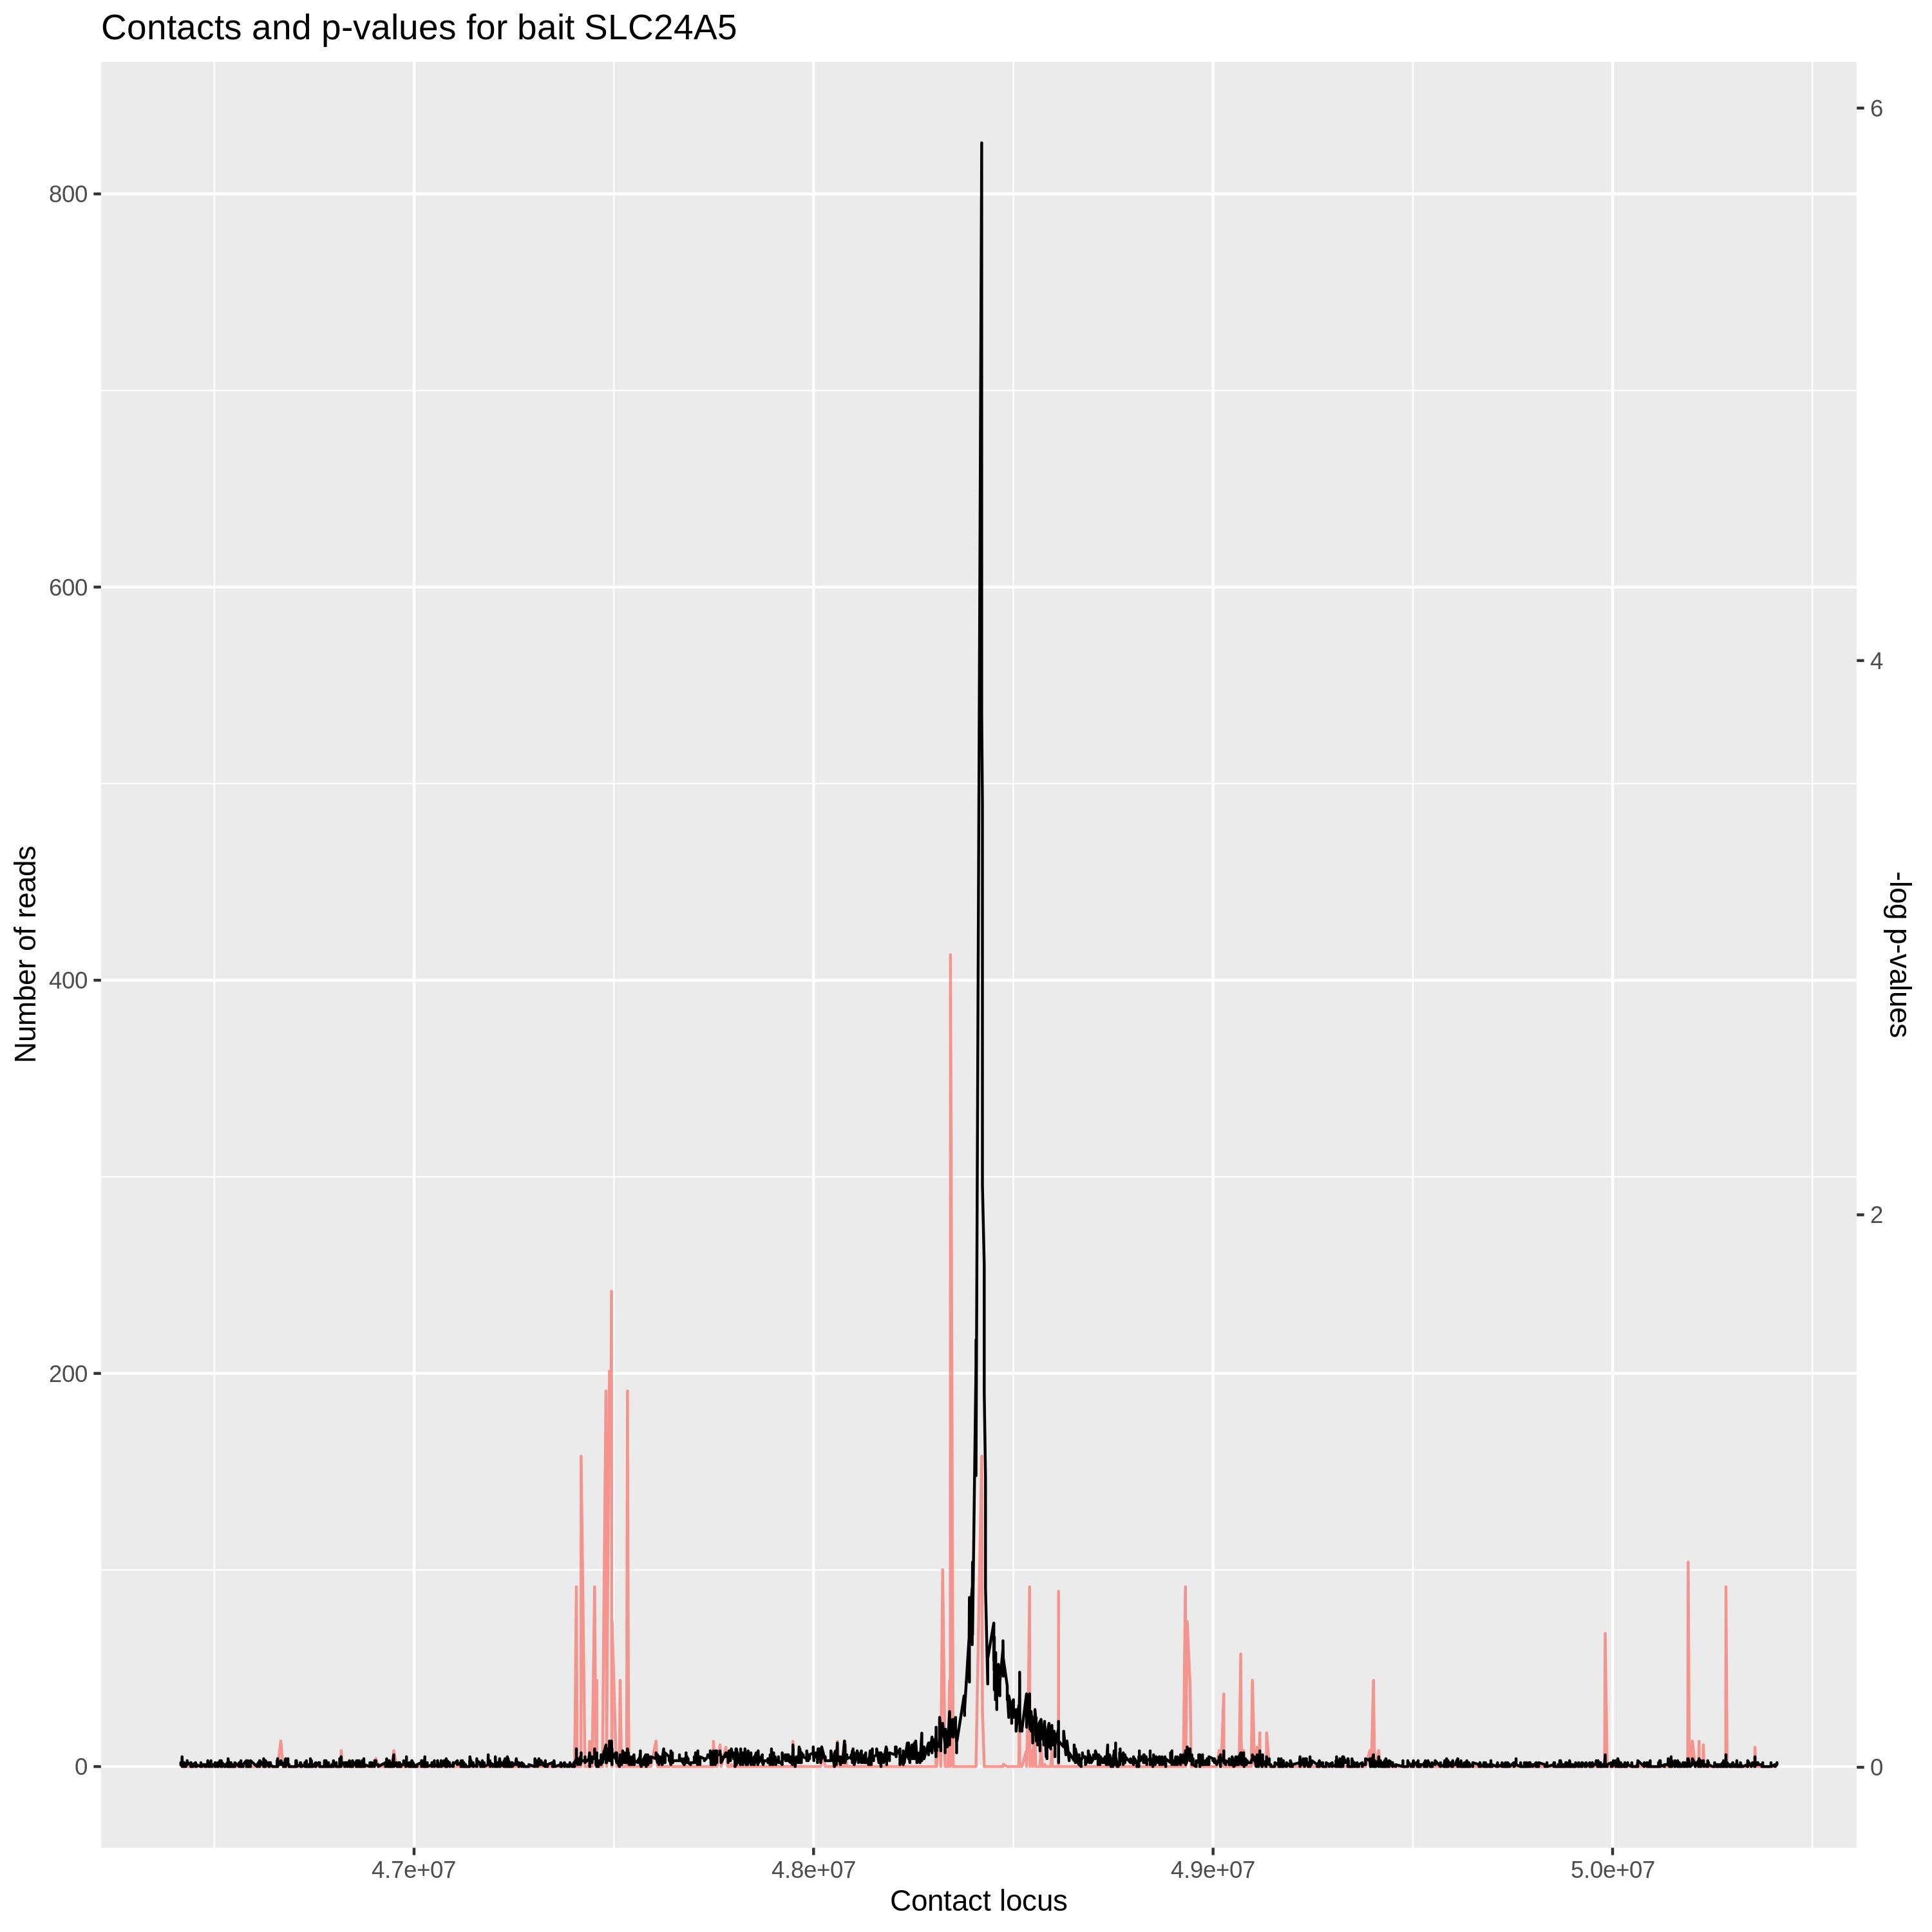 Contacts and p-values for bait SLC24A5
6
800
4
600
Number of reads
-log p-values
400
2
200
0
0
4.7e+07
4.8e+07
4.9e+07
5.0e+07
Contact locus